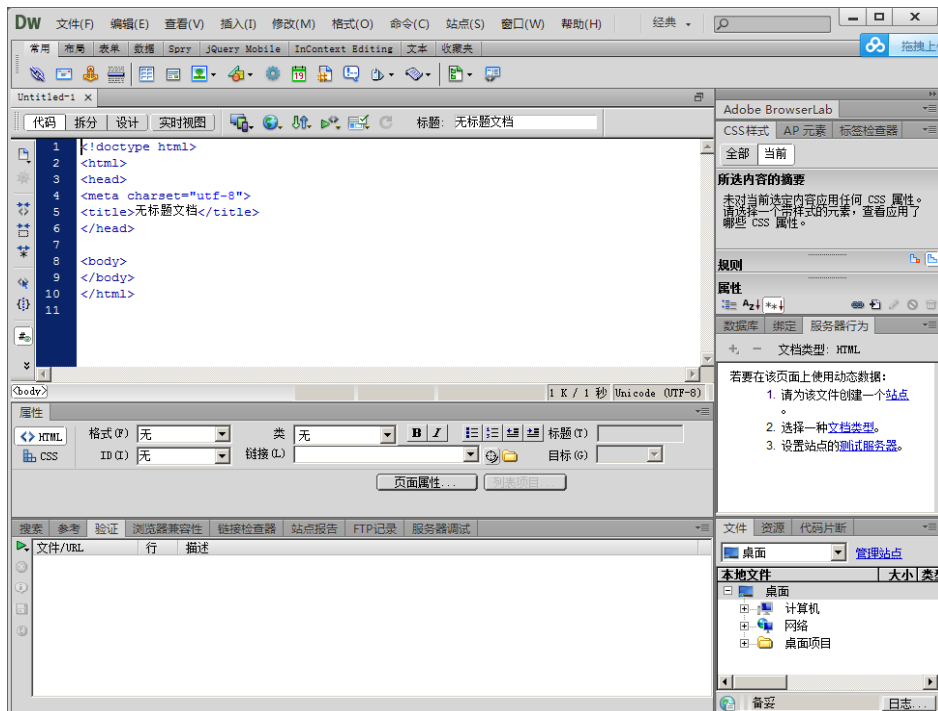 DW 文件(F) 编辑(E) 查看(V) 插入(I) 修改(M) 格式(O) 命令(C) 站点(S) 窗口(W) 帮助(H) 经典
常用 布局 表单 数据 Spry jQuery Mobile InContext Editing 文本 收藏夹
拖拽上
19
Untitled-1 X
代码 拆分 设计 实时视图 标题: 无标题文档
1 <!doctype html>
2 <html>
3 <head>
4 <meta charset="utf-8">
5 <title>无标题文档</title>
6 </head>
7
8 <body>
9 </body>
10 </html>
11
<body> 1 K / 1 秒 Unicode (UTF-8)
属性
<> HTML 格式(F) 无 类 无 B I 标题(T)
CSS ID(I) 无 链接(L) 目标(G)
页面属性... 列表项目...
搜索 参考 验证 浏览器兼容性 链接检查器 站点报告 FTP记录 服务器调试
文件/URL 行 描述
Adobe BrowserLab
CSS样式 AP 元素 标签检查器
全部 当前
所选内容的摘要
未对当前选定内容应用任何 CSS 属性。
请选择一个带样式的元素，查看应用了
哪些 CSS 属性。
规则
属性
数据库 绑定 服务器行为
+ - 文档类型: HTML
若要在该页面上使用动态数据:
1. 请为该文件创建一个站点
。
2. 选择一种文档类型。
3. 设置站点的测试服务器。
文件 资源 代码片断
桌面 管理站点
本地文件 大小 类型
桌面
计算机
网络
桌面项目
备妥 日志...